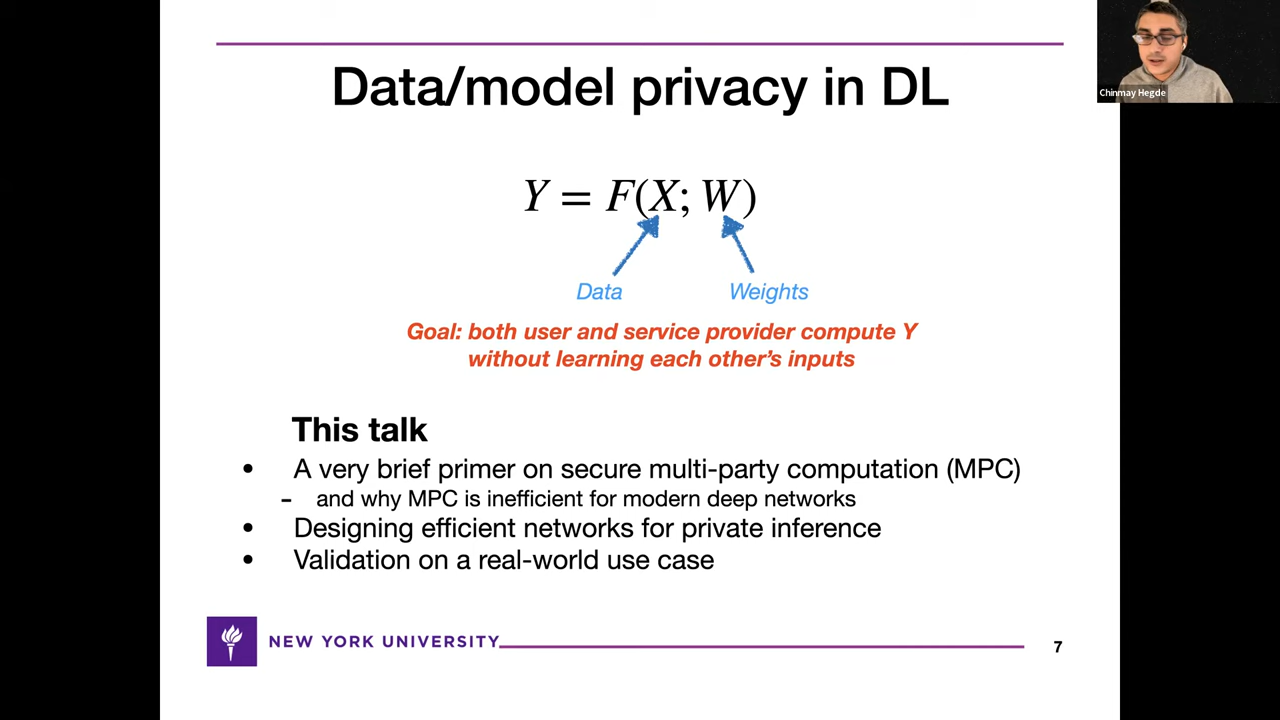 Data/model privacy in DL
Chinmay Hegde
Y = F(X; W)
Data
Weights
Goal: both user and service provider compute Y
without learning each other's inputs
This talk
• A very brief primer on secure multi-party computation (MPC)
- and why MPC is inefficient for modern deep networks
• Designing efficient networks for private inference
• Validation on a real-world use case
NEW YORK UNIVERSITY
7